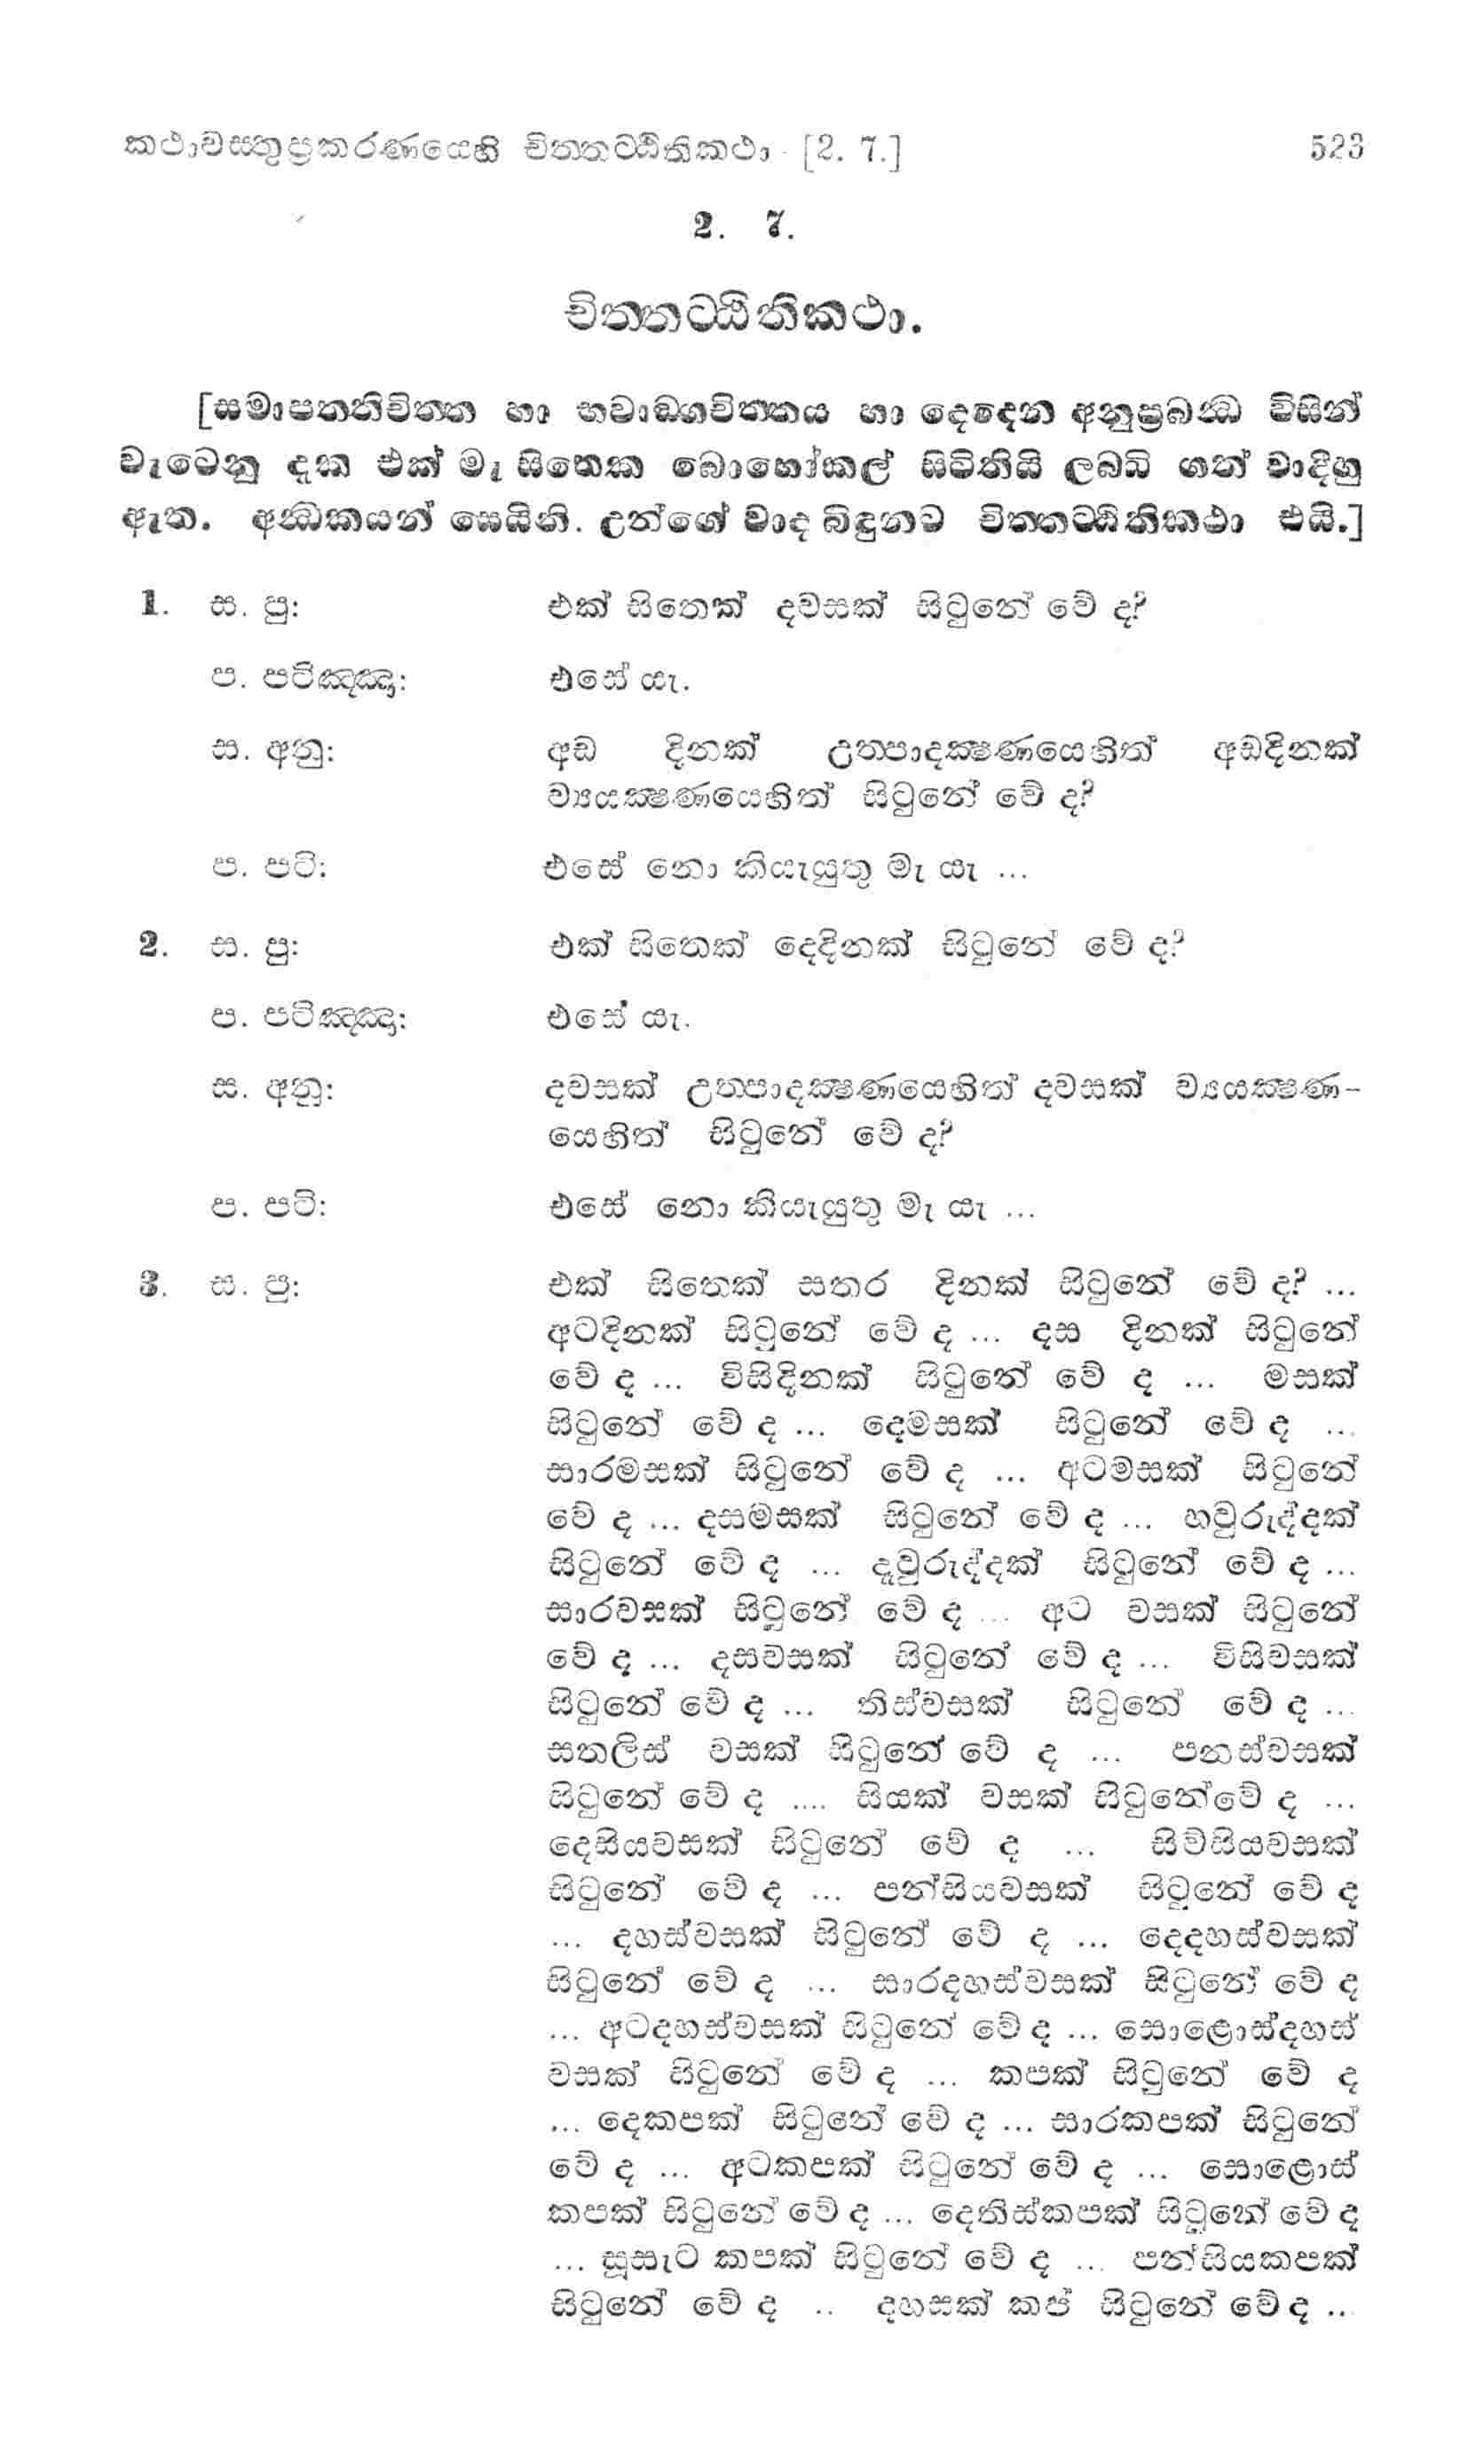 කථාවස්තුප්‍රකරණයෙහි චිත්තට්ඨිතිකථා [2. 7.] 523
2. 7.
චිත්තට්ඨිතිකථා.
[සමාපත්තිචිත්ත හා භවාඞ්ගචිත්තය හා දෙදෙන අනුප්‍රබන්ධ විසින්
වැටෙනු දැක එක් මැ සිතෙක බොහෝකල් සිටිතියි ලබධි ගත් වාදීහු
ඇත. අන්ධකයන් සෙයිනි. උන්ගේ වාද බිඳුනට චිත්තට්ඨිතිකථා එයි.]
1. ස. පු: එක් සිතෙක් දවසක් සිටුනේ වේ ද?
ප. පටිඤ්ඤා: එසේ යැ.
ස. අනු: අඩ දිනක් උත්පාදක්‍ෂණයෙහිත් අඩදිනක්
ව්‍යයක්‍ෂණයෙහිත් සිටුනේ වේ ද?
ප. පටි: එසේ නො කියැයුතු මැ යැ ...
2. ස. පු: එක් සිතෙක් දෙදිනක් සිටුනේ වේ ද?
ප. පටිඤ්ඤා: එසේ යැ.
ස. අනු: දවසක් උත්පාදක්‍ෂණයෙහිත් දවසක් ව්‍යයක්‍ෂණ-
යෙහිත් සිටුනේ වේ ද?
ප. පටි: එසේ නො කියැයුතු මැ යැ ...
3. ස. පු: එක් සිතෙක් සතර දිනක් සිටුනේ වේ ද? ...
අටදිනක් සිටුනේ වේ ද ... දස දිනක් සිටුනේ
වේ ද ... විසිදිනක් සිටුනේ වේ ද ... මසක්
සිටුනේ වේ ද ... දෙමසක් සිටුනේ වේ ද ...
සාරමසක් සිටුනේ වේ ද ... අටමසක් සිටුනේ
වේ ද ... දසමසක් සිටුනේ වේ ද ... හවුරුද්දක්
සිටුනේ වේ ද ... දෑවුරුද්දක් සිටුනේ වේ ද ...
සාරවසක් සිටුනේ වේ ද ... අට වසක් සිටුනේ
වේ ද ... දසවසක් සිටුනේ වේ ද ... විසිවසක්
සිටුනේ වේ ද ... තිස්වසක් සිටුනේ වේ ද ...
සතලිස් වසක් සිටුනේ වේ ද ... පනස්වසක්
සිටුනේ වේ ද .... සියක් වසක් සිටුනේවේ ද ...
දෙසියවසක් සිටුනේ වේ ද ... සිව්සියවසක්
සිටුනේ වේ ද ... පන්සියවසක් සිටුනේ වේ ද
... දහස්වසක් සිටුනේ වේ ද ... දෙදහස්වසක්
සිටුනේ වේ ද ... සාරදහස්වසක් සිටුනේ වේ ද
... අටදහස්වසක් සිටුනේ වේ ද ... සොළොස්දහස්
වසක් සිටුනේ වේ ද ... කපක් සිටුනේ වේ ද
... දෙකපක් සිටුනේ වේ ද ... සාරකපක් සිටුනේ
වේ ද ... අටකපක් සිටුනේ වේ ද ... සොළොස්
කපක් සිටුනේ වේ ද ... දෙතිස්කපක් සිටුනේ වේ ද
... සූසැට කපක් සිටුනේ වේ ද ... පන්සියකපක්
සිටුනේ වේ ද .. දහසක් කප් සිටුනේ වේ ද ..